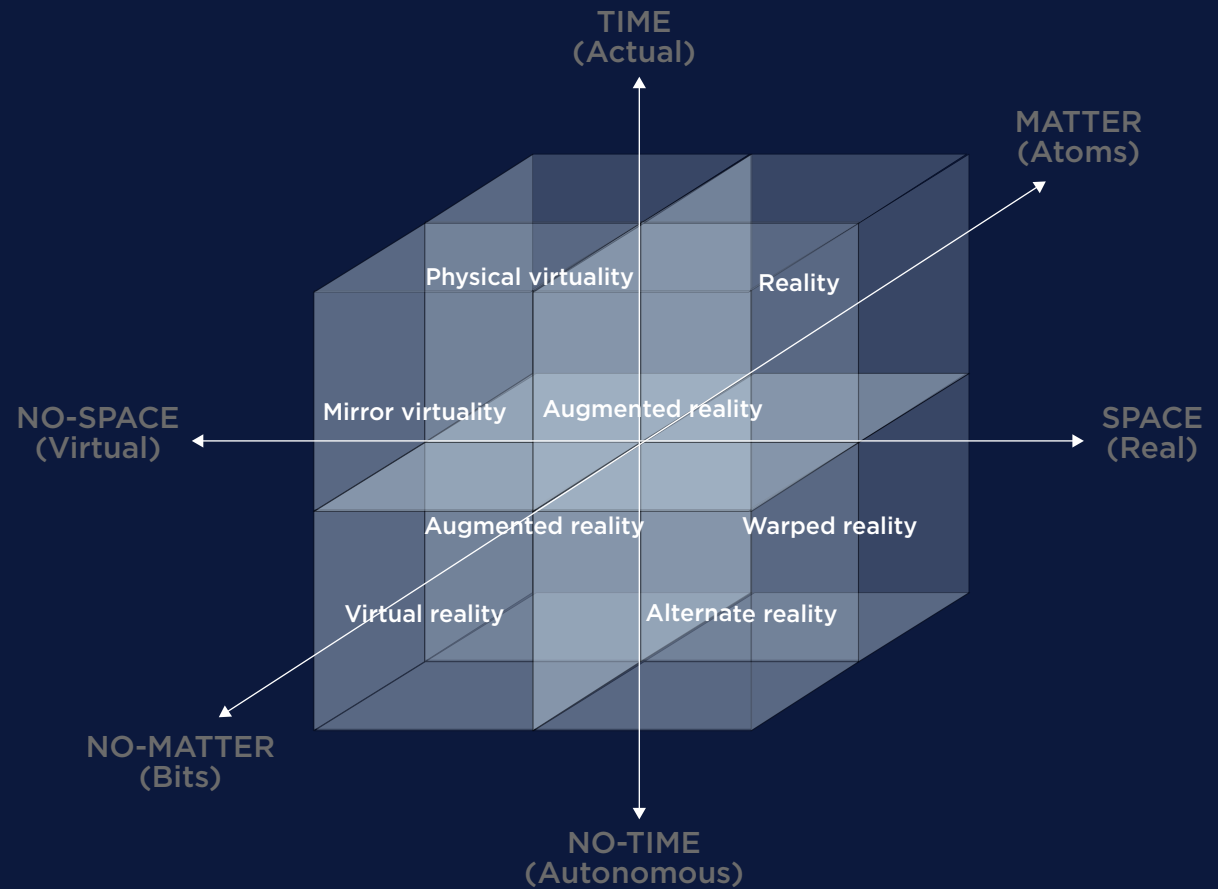 TIME
(Actual)
MATTER
(Atoms)
Physical virtuality
Reality
Mirror virtuality
Augmented reality
NO-SPACE
(Virtual)
SPACE
(Real)
Augmented reality
Warped reality
Virtual reality
Alternate reality
NO-MATTER
(Bits)
NO-TIME
(Autonomous)